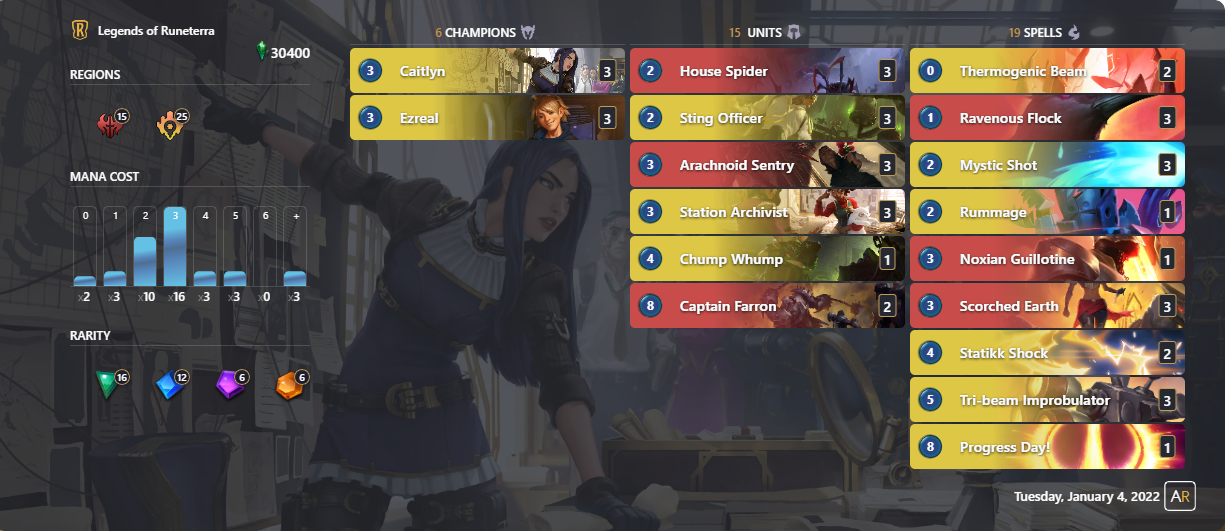 R Legends of Runeterra
30400
REGIONS
15 25
MANA COST
0 1 2 3 4 5 6 +
x2 x3 x10 x16 x3 x3 x0 x3
RARITY
16 12 6 6
6 CHAMPIONS
3 Caitlyn 3
3 Ezreal 3
15 UNITS
2 House Spider 3
2 Sting Officer 3
3 Arachnoid Sentry 3
3 Station Archivist 3
4 Chump Whump 1
8 Captain Farron 2
19 SPELLS
0 Thermogenic Beam 2
1 Ravenous Flock 3
2 Mystic Shot 3
2 Rummage 1
3 Noxian Guillotine 1
3 Scorched Earth 3
4 Statikk Shock 2
5 Tri-beam Improbulator 3
8 Progress Day! 1
Tuesday, January 4, 2022 AR